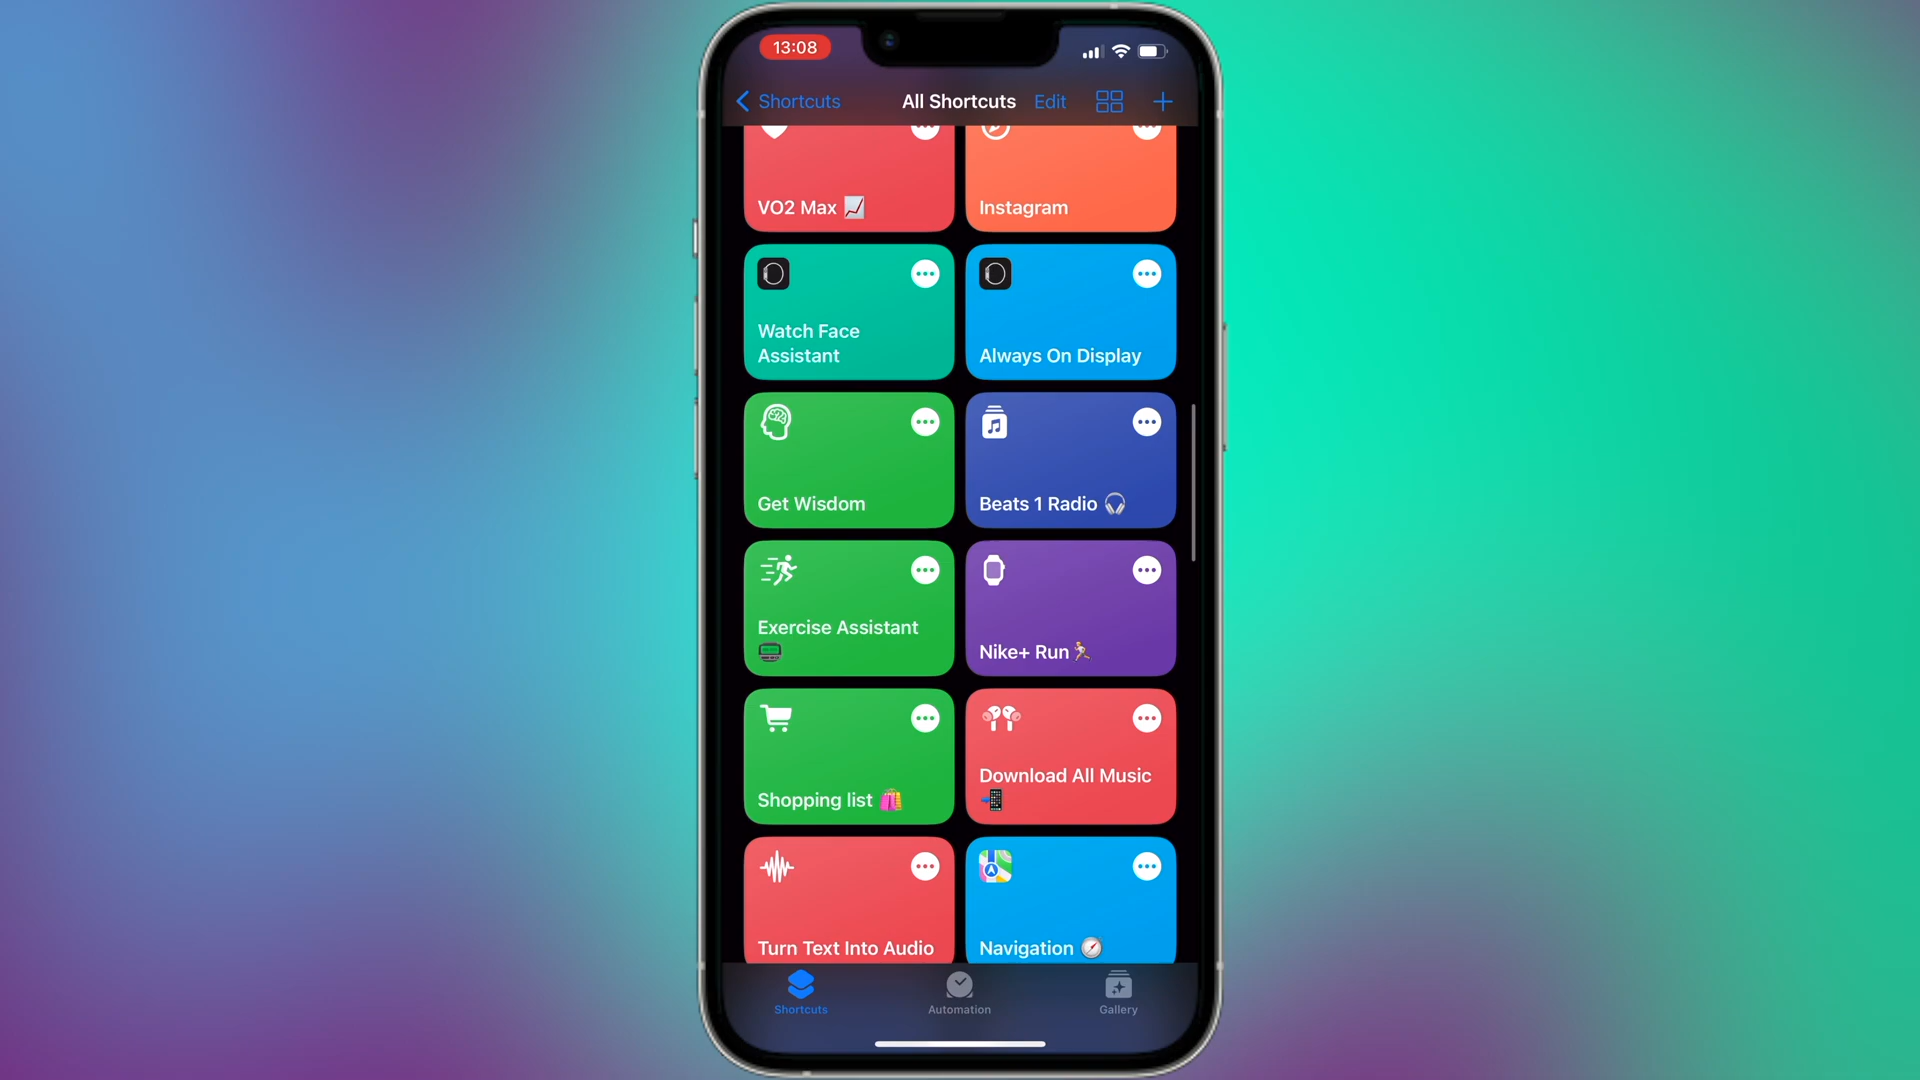 13:08
Shortcuts
All Shortcuts
Edit
VO2 Max 📈
Instagram
Watch Face
Assistant
Always On Display
Get Wisdom
Beats 1 Radio 🎧
Exercise Assistant
📟
Nike+ Run🏃
Shopping list 🛍️
Download All Music
📲
Turn Text Into Audio
Navigation 🧭
Shortcuts
Automation
Gallery